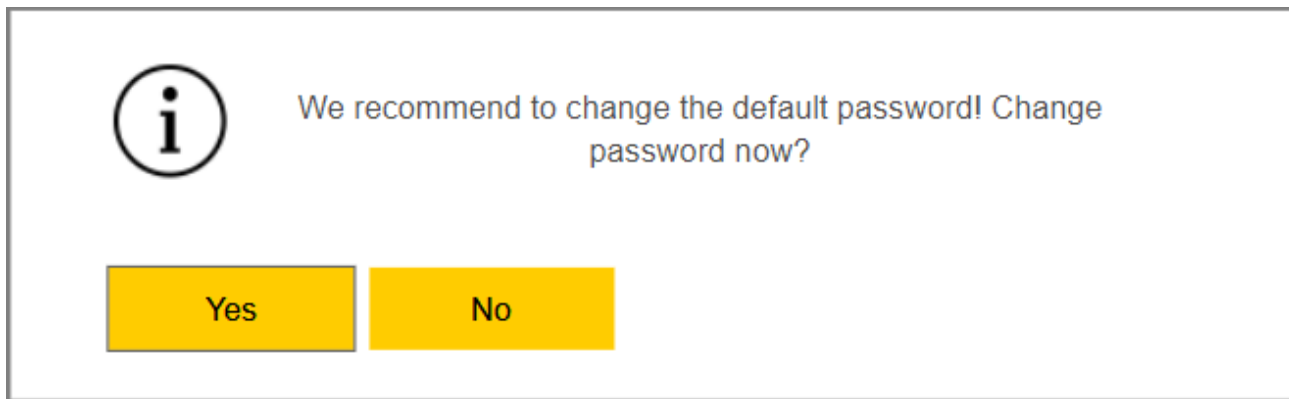 We recommend to change the default password! Change
password now?
Yes
No